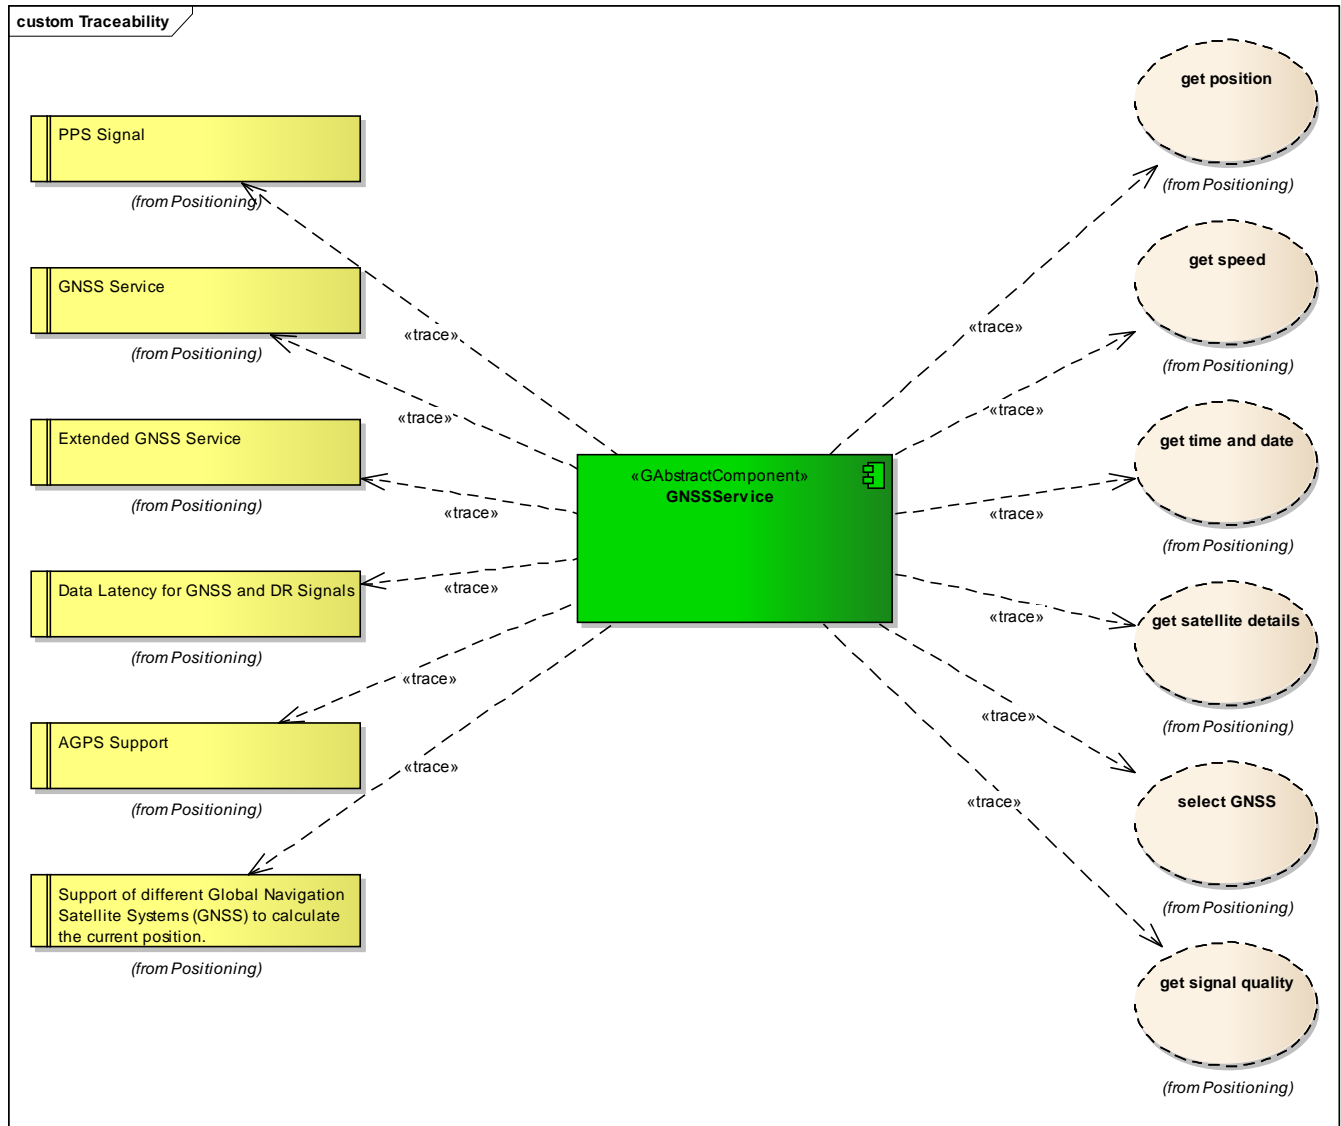 custom Traceability
PPS Signal
(from Positioning)
GNSS Service
(from Positioning)
Extended GNSS Service
(from Positioning)
Data Latency for GNSS and DR Signals
(from Positioning)
AGPS Support
(from Positioning)
Support of different Global Navigation
Satellite Systems (GNSS) to calculate
the current position.
(from Positioning)
«trace»
«trace»
«trace»
«trace»
«trace»
«trace»
«GAbstractComponent»
GNSSService
«trace»
«trace»
«trace»
«trace»
«trace»
«trace»
get position
(from Positioning)
get speed
(from Positioning)
get time and date
(from Positioning)
get satellite details
(from Positioning)
select GNSS
(from Positioning)
get signal quality
(from Positioning)